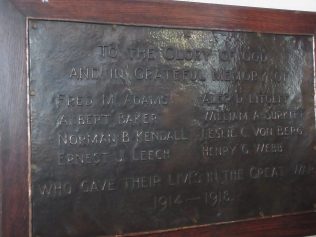 TO THE GLORY OF GOD
AND IN GRATEFUL MEMORY OF
FRED M. ADAMS
ALBERT BAKER WILLIAM A.
NORMAN B. KENDALL LESLIE C. VON BERG
ERNEST J. LEECH HENRY G. WEBB
WHO GAVE THEIR LIVES IN THE GREAT WAR
1914—1918.